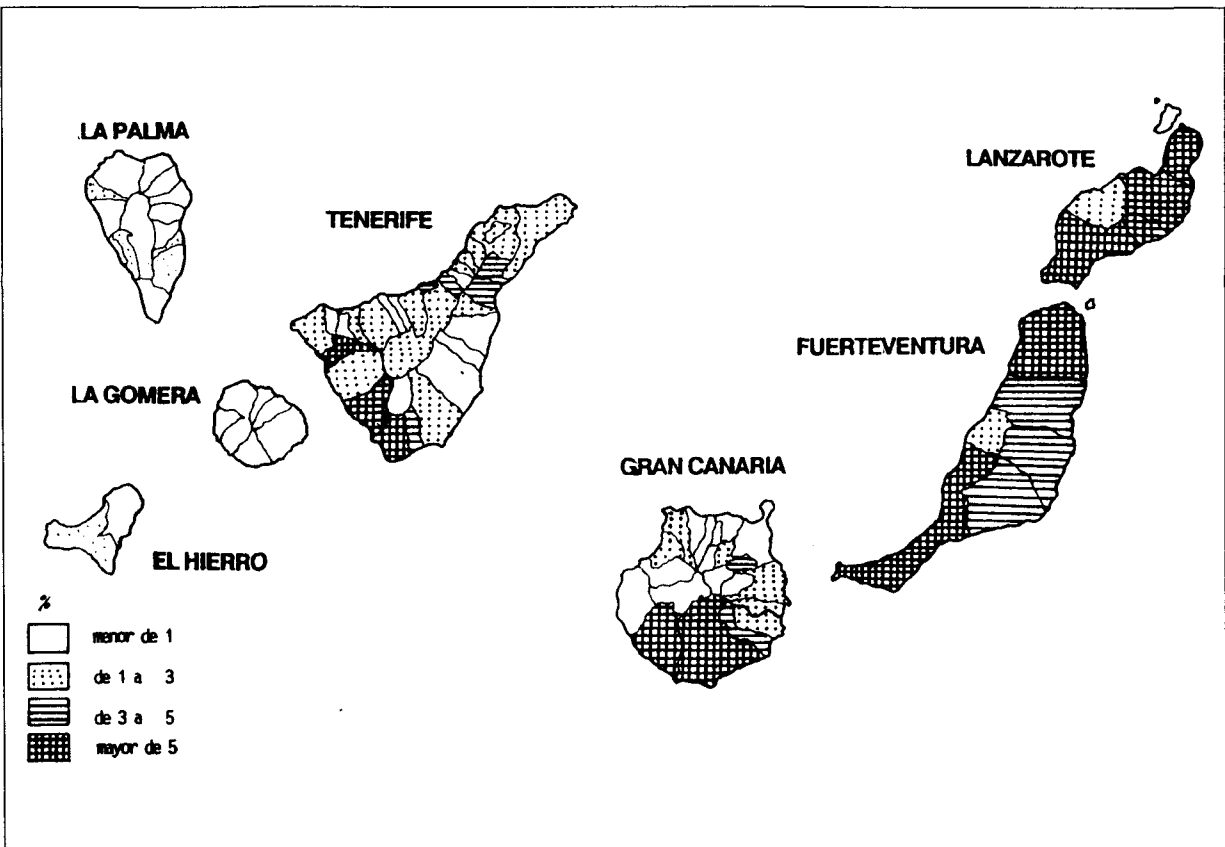 LA PALMA
TENERIFE
LANZAROTE
FUERTEVENTURA
LA GOMERA
GRAN CANARIA
EL HIERRO
%
menor de 1
de 1 a 3
de 3 a 5
mayor de 5